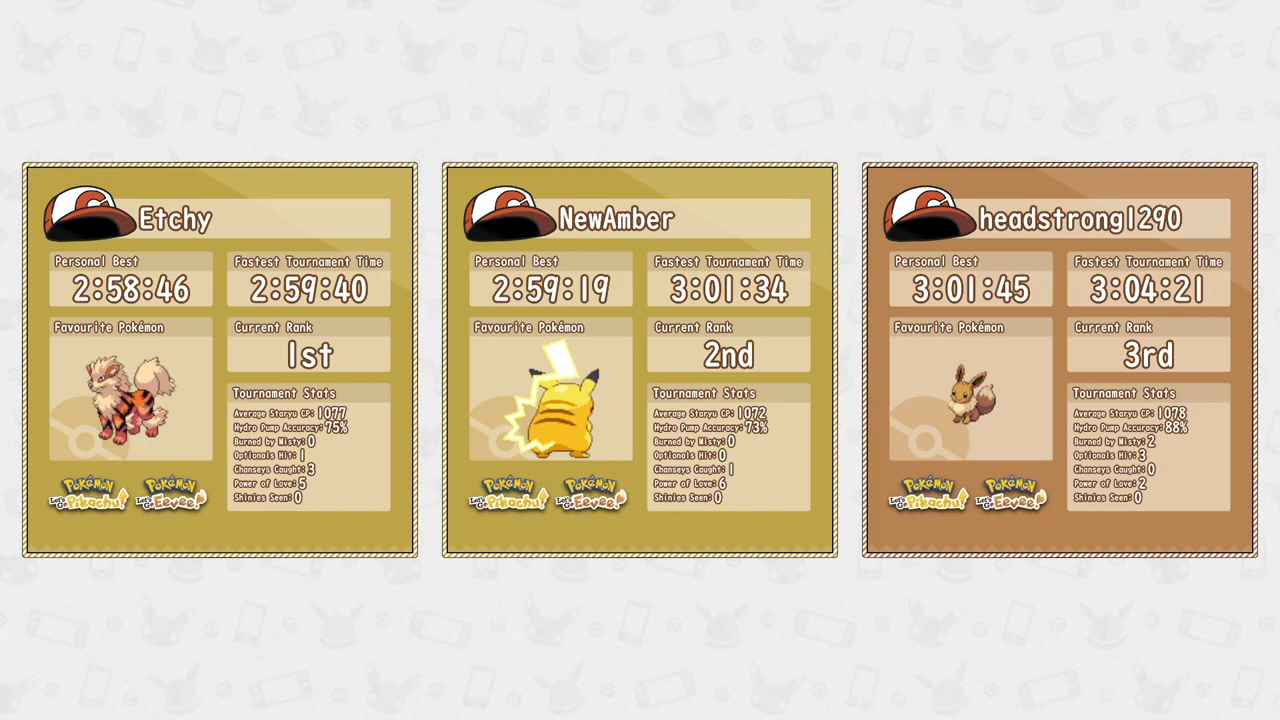 Etchy
Personal Best
2:58:46
Fastest Tournament Time
2:59:40
Favourite Pokémon
Current Rank
1st
Tournament Stats
Average Staryu CP: 1077
Hydro Pump Accuracy: 75%
Burned by Misty: 0
Optionals Hit: 1
Chanseys Caught: 3
Power of Love: 5
Shinies Seen: 0
POKéMON
Let's Go
Pikachu!
POKéMON
Let's Go
Eevee!
NewAmber
Personal Best
2:59:19
Fastest Tournament Time
3:01:34
Favourite Pokémon
Current Rank
2nd
Tournament Stats
Average Staryu CP: 1072
Hydro Pump Accuracy: 73%
Burned by Misty: 0
Optionals Hit: 0
Chanseys Caught: 1
Power of Love: 6
Shinies Seen: 0
POKéMON
Let's Go
Pikachu!
POKéMON
Let's Go
Eevee!
headstrong1290
Personal Best
3:01:45
Fastest Tournament Time
3:04:21
Favourite Pokémon
Current Rank
3rd
Tournament Stats
Average Staryu CP: 1078
Hydro Pump Accuracy: 88%
Burned by Misty: 2
Optionals Hit: 3
Chanseys Caught: 0
Power of Love: 2
Shinies Seen: 0
POKéMON
Let's Go
Pikachu!
POKéMON
Let's Go
Eevee!